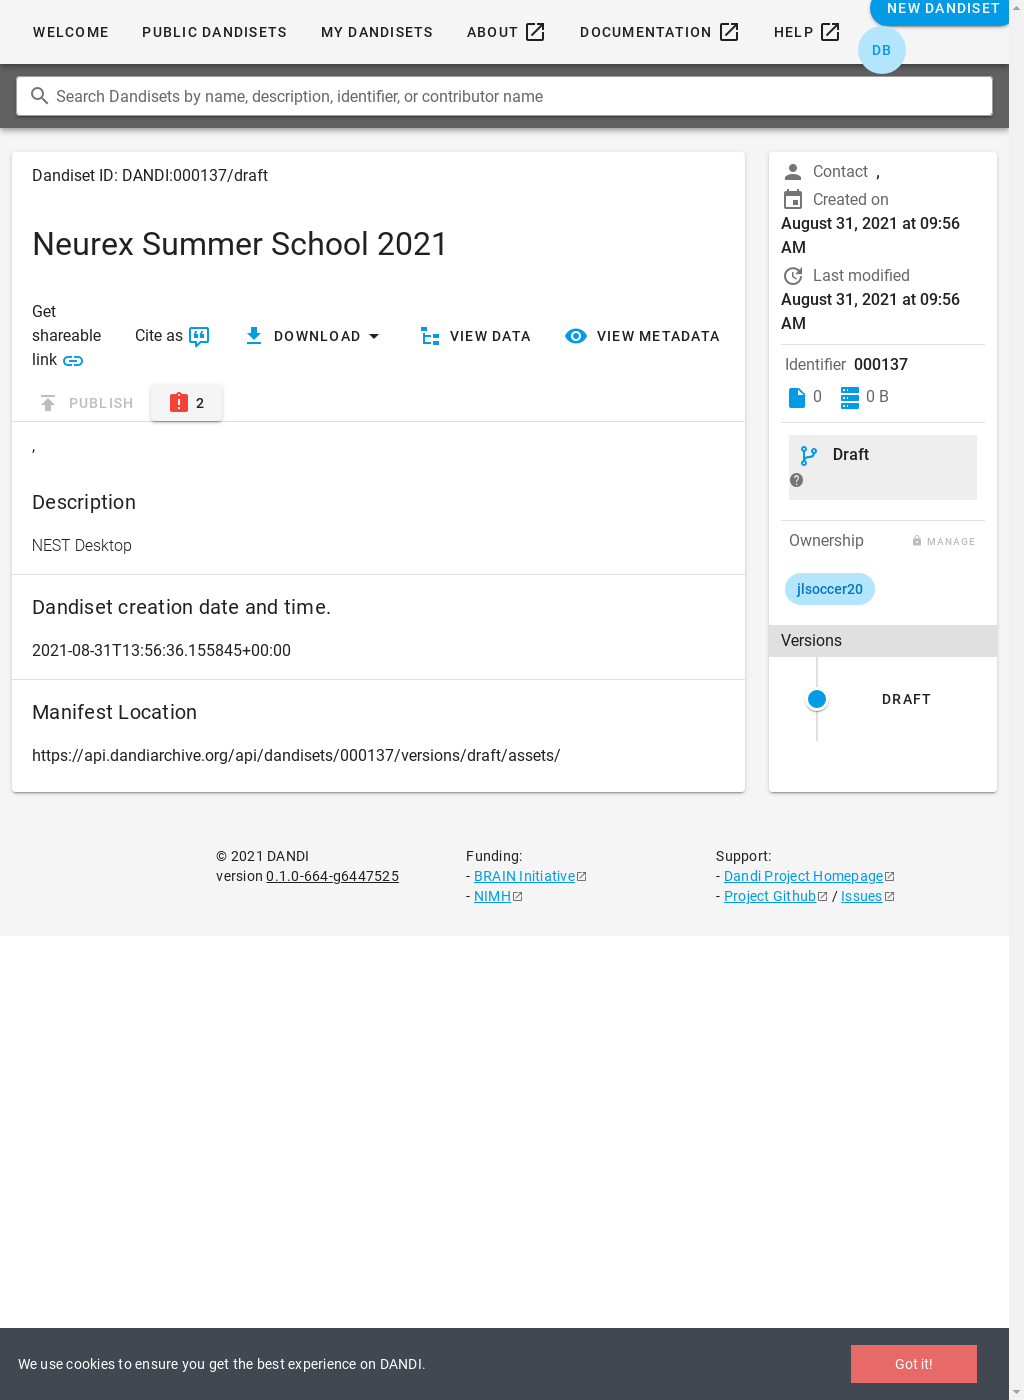 WELCOME PUBLIC DANDISETS MY DANDISETS ABOUT DOCUMENTATION HELP NEW DANDISET
DB
Search Dandisets by name, description, identifier, or contributor name
Dandiset ID: DANDI:000137/draft
Neurex Summer School 2021
Get
shareable
link
Cite as
DOWNLOAD
VIEW DATA
VIEW METADATA
PUBLISH
2
,
Description
NEST Desktop
Dandiset creation date and time.
2021-08-31T13:56:36.155845+00:00
Manifest Location
https://api.dandiarchive.org/api/dandisets/000137/versions/draft/assets/
Contact ,
Created on
August 31, 2021 at 09:56
AM
Last modified
August 31, 2021 at 09:56
AM
Identifier 000137
0 0 B
Draft
Ownership MANAGE
jlsoccer20
Versions
DRAFT
© 2021 DANDI
version 0.1.0-664-g6447525
Funding:
- BRAIN Initiative
- NIMH
Support:
- Dandi Project Homepage
- Project Github / Issues
We use cookies to ensure you get the best experience on DANDI.
Got it!